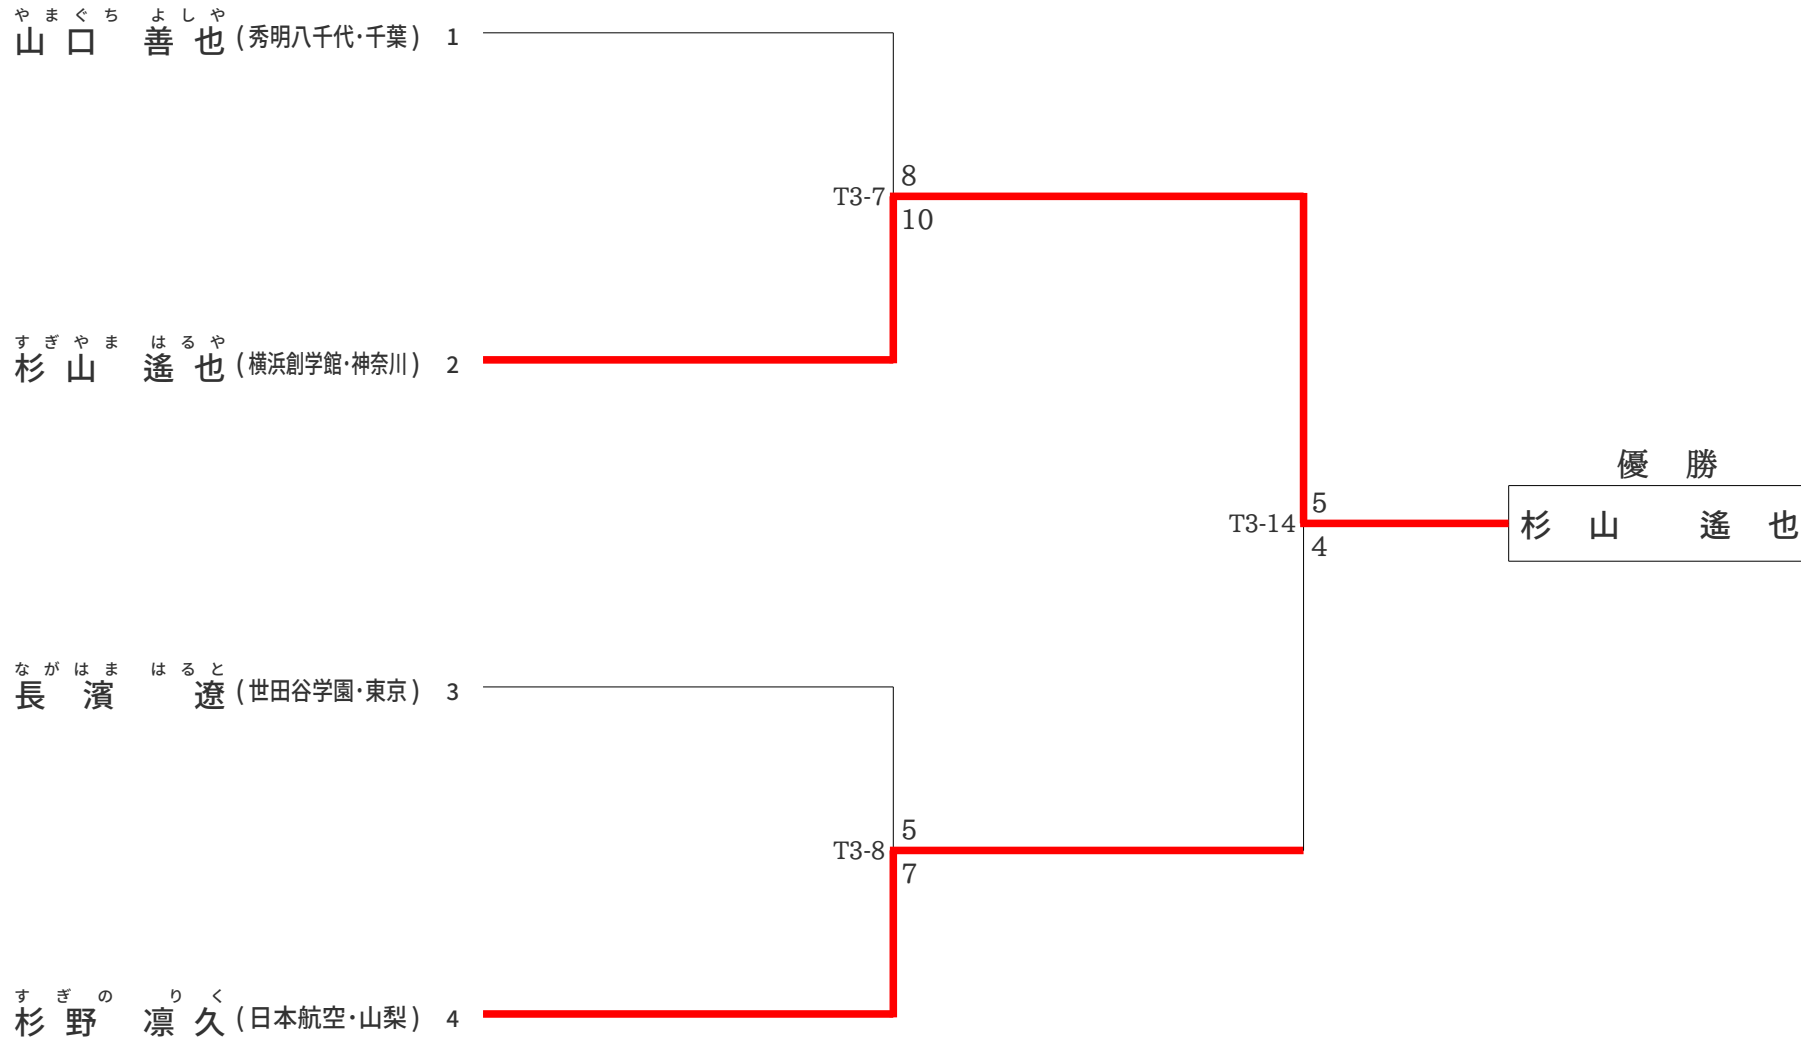 やまぐち よしや
山口 善也 (秀明八千代・千葉) 1
8
T3-7
10
すぎやま はるや
杉山 遙也 (横浜創学館・神奈川) 2
優勝
5
T3-14
杉山 遙也
4
ながはま はると
長濱 遼 (世田谷学園・東京) 3
5
T3-8
7
すぎの りく
杉野 凛久 (日本航空・山梨) 4